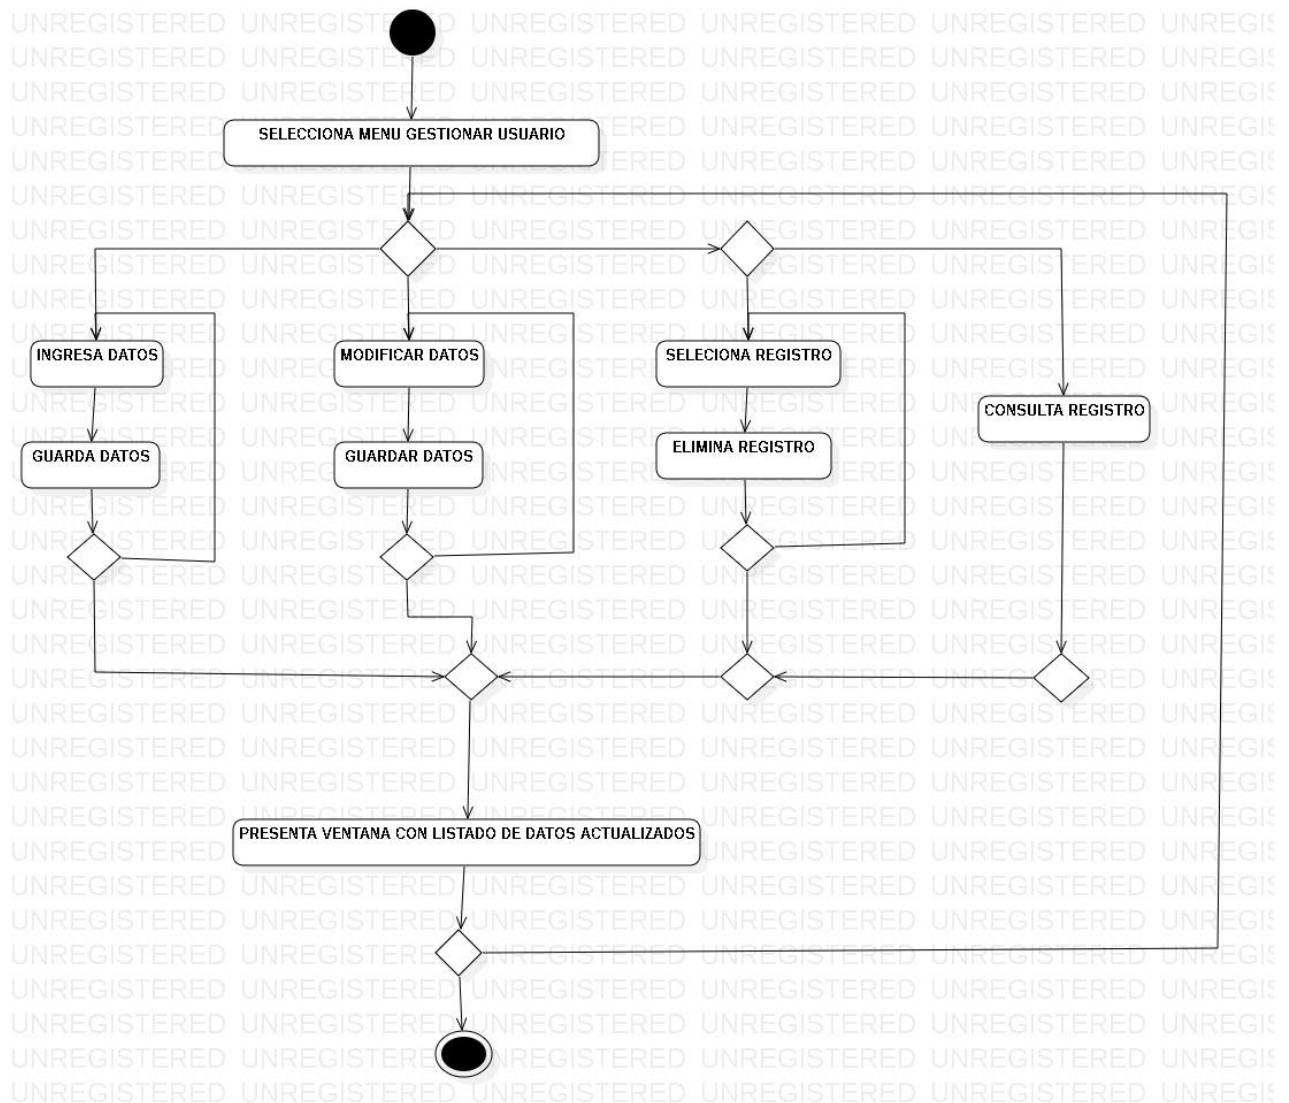 SELECCIONA MENU GESTIONAR USUARIO
INGRESA DATOS
MODIFICAR DATOS
SELECIONA REGISTRO
CONSULTA REGISTRO
GUARDA DATOS
GUARDAR DATOS
ELIMINA REGISTRO
PRESENTA VENTANA CON LISTADO DE DATOS ACTUALIZADOS
UNREGISTERED